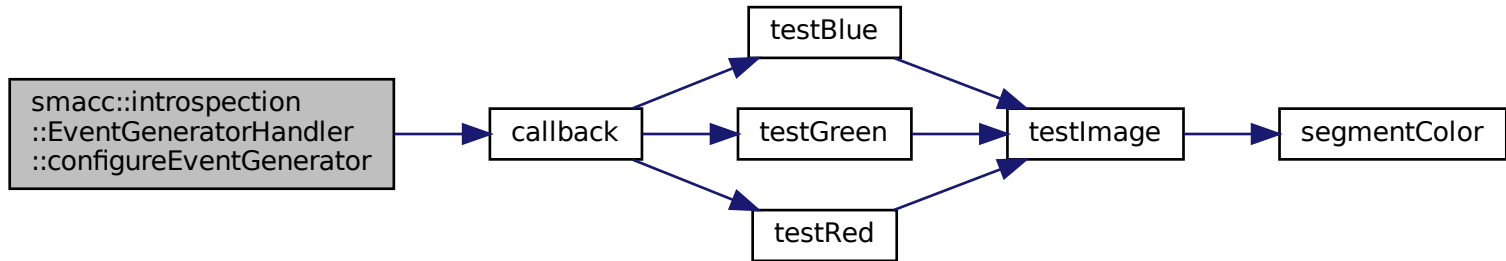 smacc::introspection
::EventGeneratorHandler
::configureEventGenerator
callback
testBlue
testGreen
testRed
testImage
segmentColor